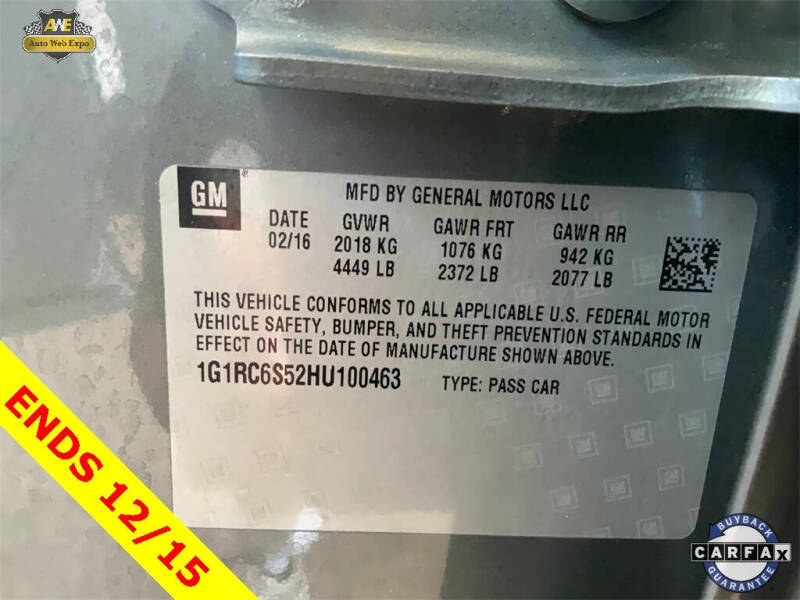 AWE
Auto Web Expo
GM
MFD BY GENERAL MOTORS LLC
DATE GVWR GAWR FRT GAWR RR
02/16 2018 KG 1076 KG 942 KG
4449 LB 2372 LB 2077 LB
THIS VEHICLE CONFORMS TO ALL APPLICABLE U.S. FEDERAL MOTOR
VEHICLE SAFETY, BUMPER, AND THEFT PREVENTION STANDARDS IN
EFFECT ON THE DATE OF MANUFACTURE SHOWN ABOVE.
1G1RC6S52HU100463 TYPE: PASS CAR
ENDS 12/15
BUYBACK
CARFAX
GUARANTEE